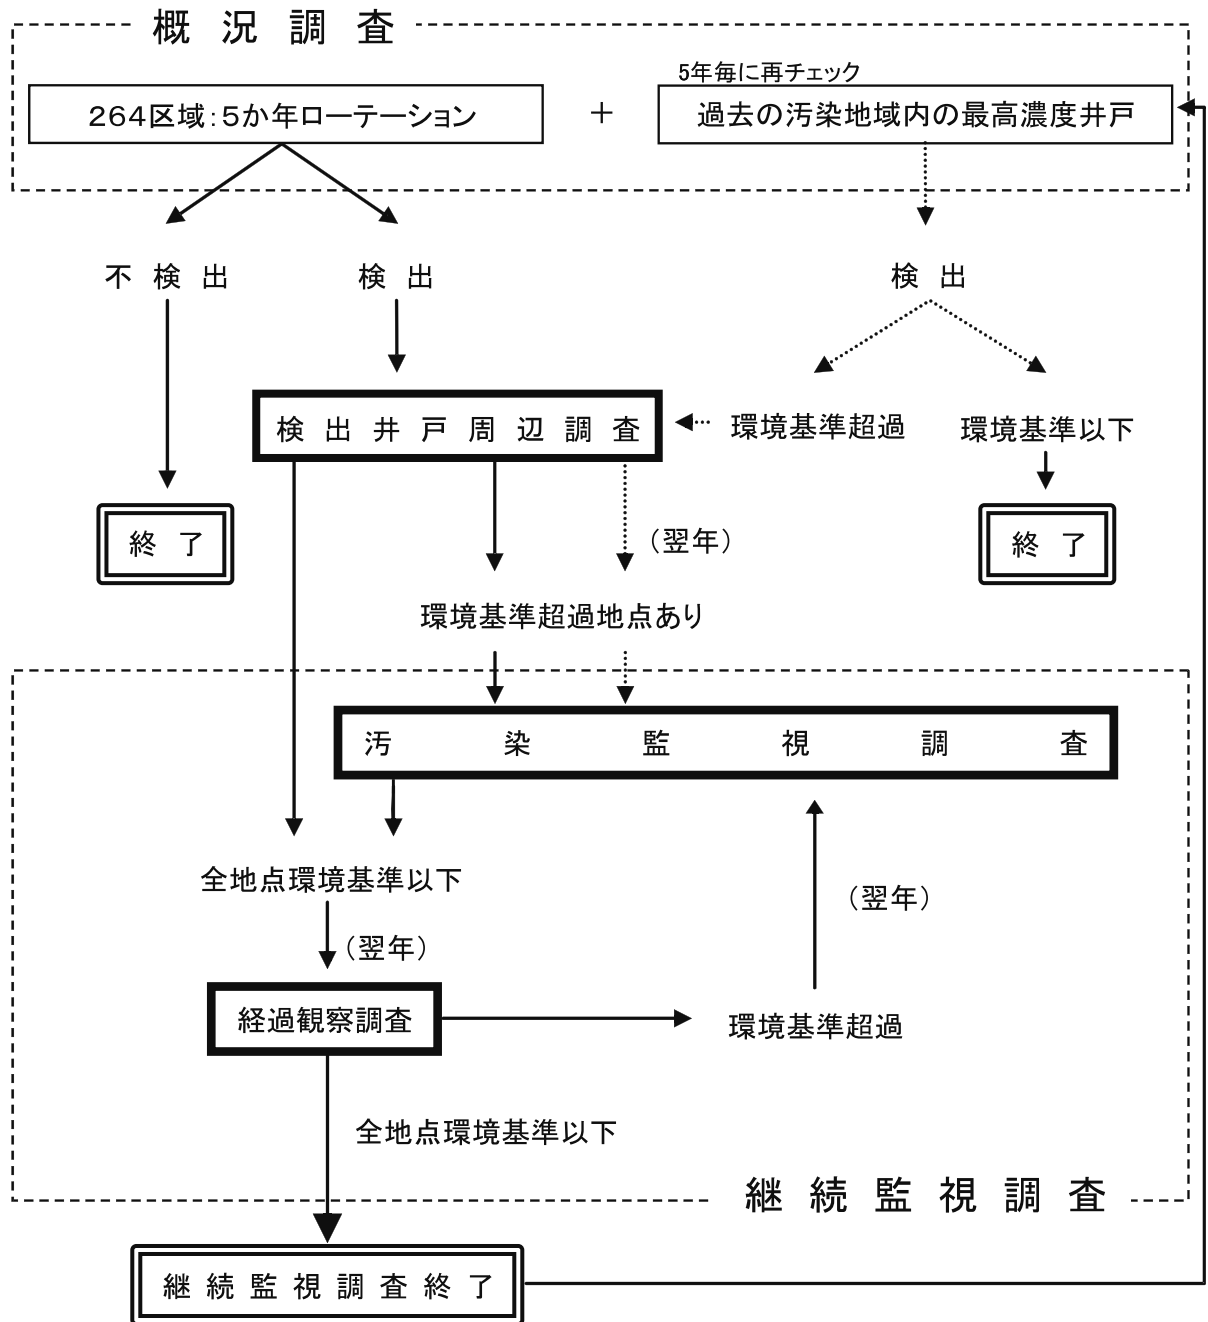 概況調査
5年毎に再チェック
264区域:5か年ローテーション
＋
過去の汚染地域内の最高濃度井戸
不検出
検出
検出
検出井戸周辺調査
環境基準超過
環境基準以下
終了
(翌年)
終了
環境基準超過地点あり
汚染監視調査
全地点環境基準以下
(翌年)
(翌年)
経過観察調査
環境基準超過
全地点環境基準以下
継続監視調査
継続監視調査終了